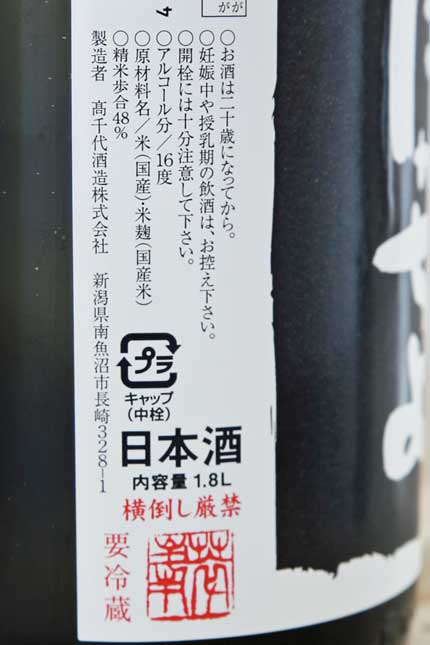 ○お酒は二十歳になってから。
○妊娠中や授乳期の飲酒は、お控え下さい。
○開栓には十分注意して下さい。
○アルコール分／16度
○原材料名／米(国産)・米麹(国産米)
○精米歩合48%
製造者 髙千代酒造株式会社 新潟県南魚沼市長崎328-1
プラ
キャップ
(中栓)
日本酒
内容量 1.8L
横倒し厳禁
要冷蔵